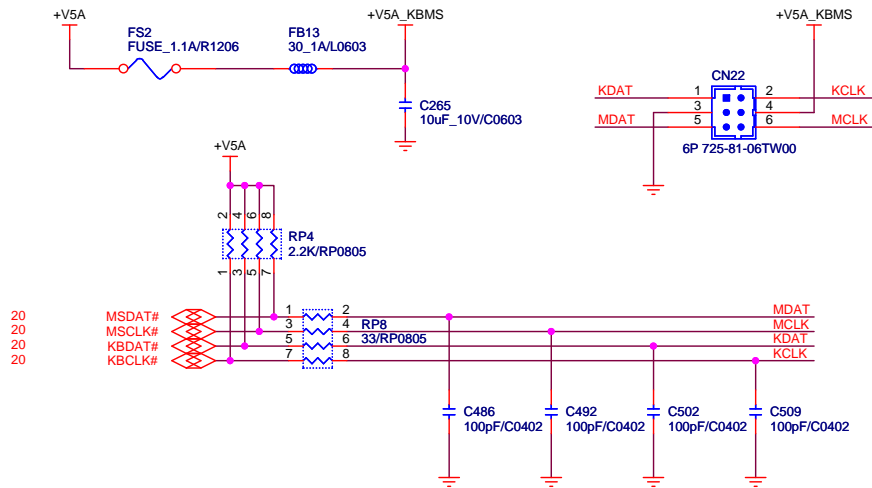 +V5A
FS2
FUSE_1.1A/R1206
FB13
30_1A/L0603
+V5A_KBMS
C265
10uF_10V/C0603
+V5A_KBMS
CN22
KDAT 1 2 KCLK
3 4
MDAT 5 6 MCLK
6P 725-81-06TW00
+V5A
2 4 6 8
RP4
2.2K/RP0805
1 3 5 7
20 MSDAT# 1 2 MDAT
20 MSCLK# 3 4 RP8 MCLK
20 KBDAT# 5 6 33/RP0805 KDAT
20 KBCLK# 7 8 KCLK
C486
100pF/C0402
C492
100pF/C0402
C502
100pF/C0402
C509
100pF/C0402